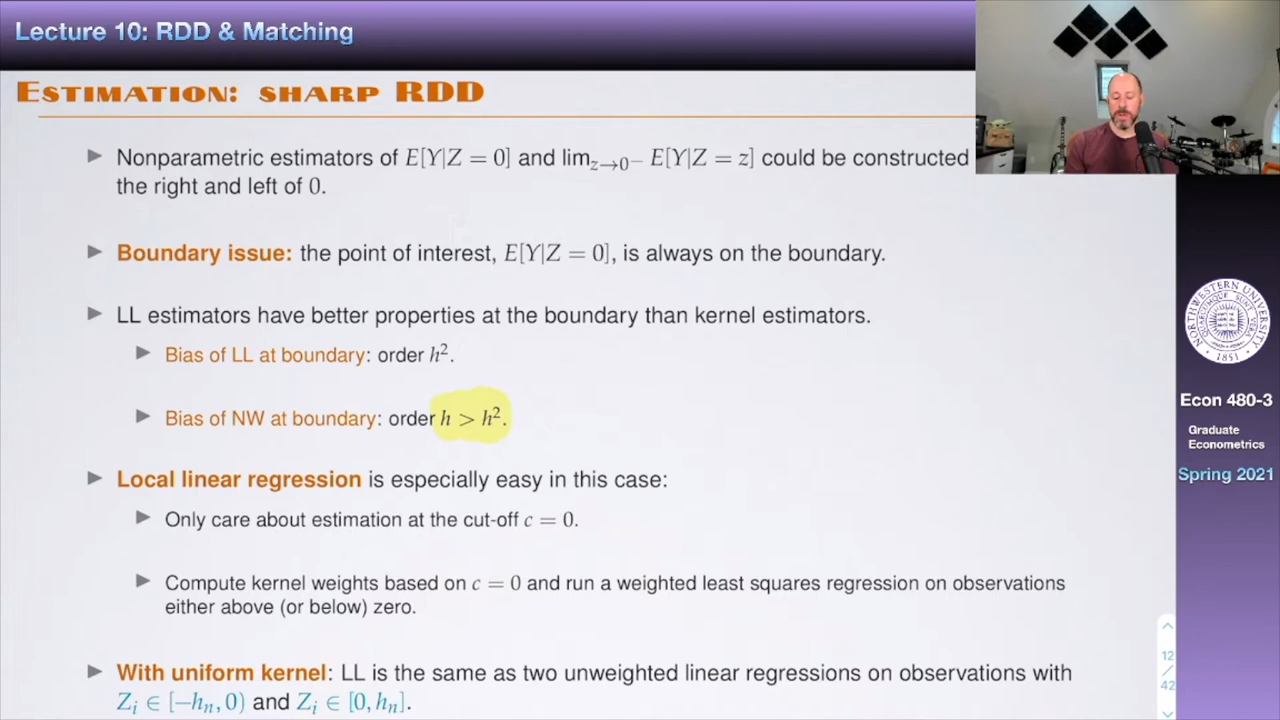 Lecture 10: RDD & Matching
ESTIMATION: SHARP RDD
Nonparametric estimators of E[Y|Z = 0] and lim_{z→0^-} E[Y|Z = z] could be constructed
the right and left of 0.
Boundary issue: the point of interest, E[Y|Z = 0], is always on the boundary.
LL estimators have better properties at the boundary than kernel estimators.
Bias of LL at boundary: order h².
Bias of NW at boundary: order h > h².
Local linear regression is especially easy in this case:
Only care about estimation at the cut-off c = 0.
Compute kernel weights based on c = 0 and run a weighted least squares regression on observations
either above (or below) zero.
With uniform kernel: LL is the same as two unweighted linear regressions on observations with
Z_i ∈ [−h_n, 0) and Z_i ∈ [0, h_n].
NORTHWESTERN UNIVERSITY
1851
Econ 480-3
Graduate
Econometrics
Spring 2021
12
/
42